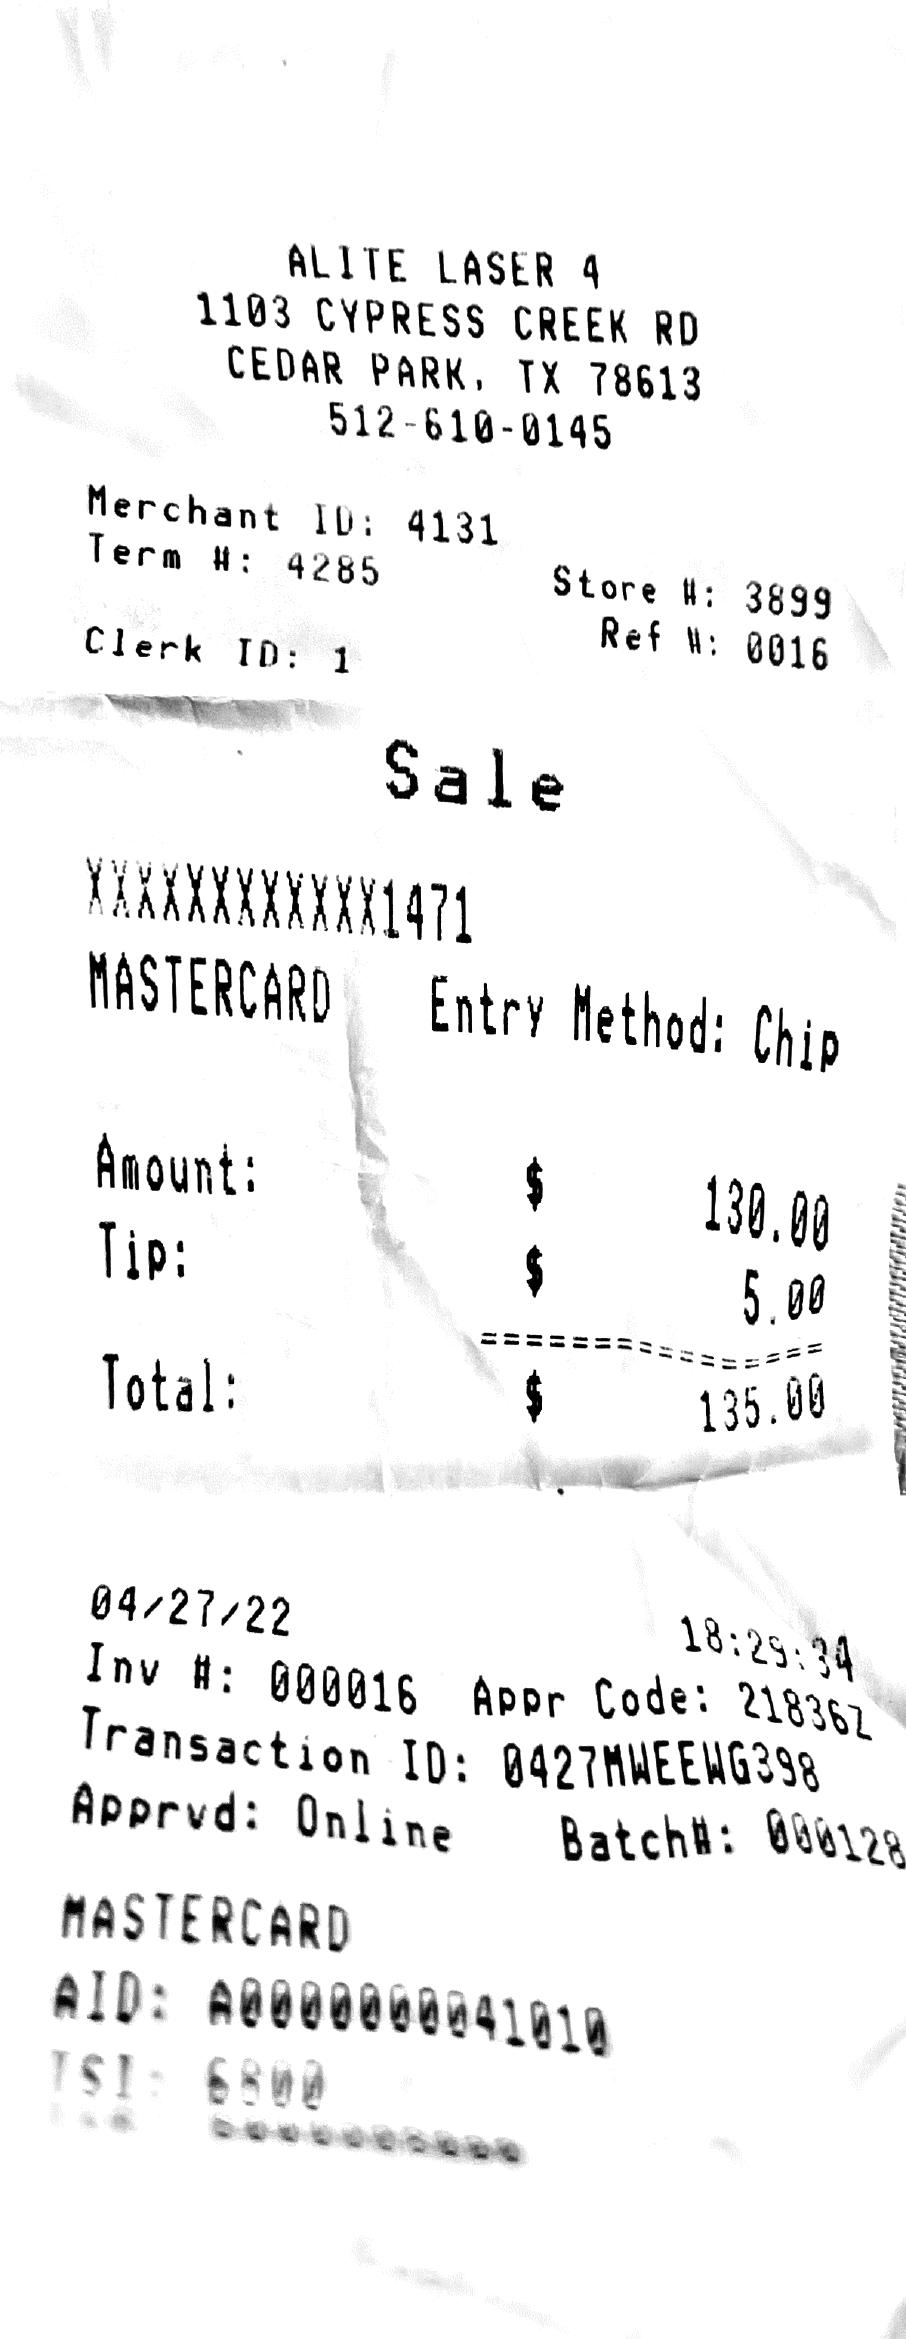 ALITE LASER 4
1103 CYPRESS CREEK RD
CEDAR PARK, TX 78613
512-610-0145
Merchant ID: 4131
Term #: 4285 Store #: 3899
Ref #: 0016
Clerk ID: 1
Sale
XXXXXXXXXXXX1471
MASTERCARD Entry Method: Chip
Amount: $ 130.00
Tip: $ 5.00
================
Total: $ 135.00
04/27/22 18:29:34
Inv #: 000016 Appr Code: 21836Z
Transaction ID: 0427MWEEWG398
Apprvd: Online Batch#: 000128
MASTERCARD
AID: A0000000041010
TSI: 6800